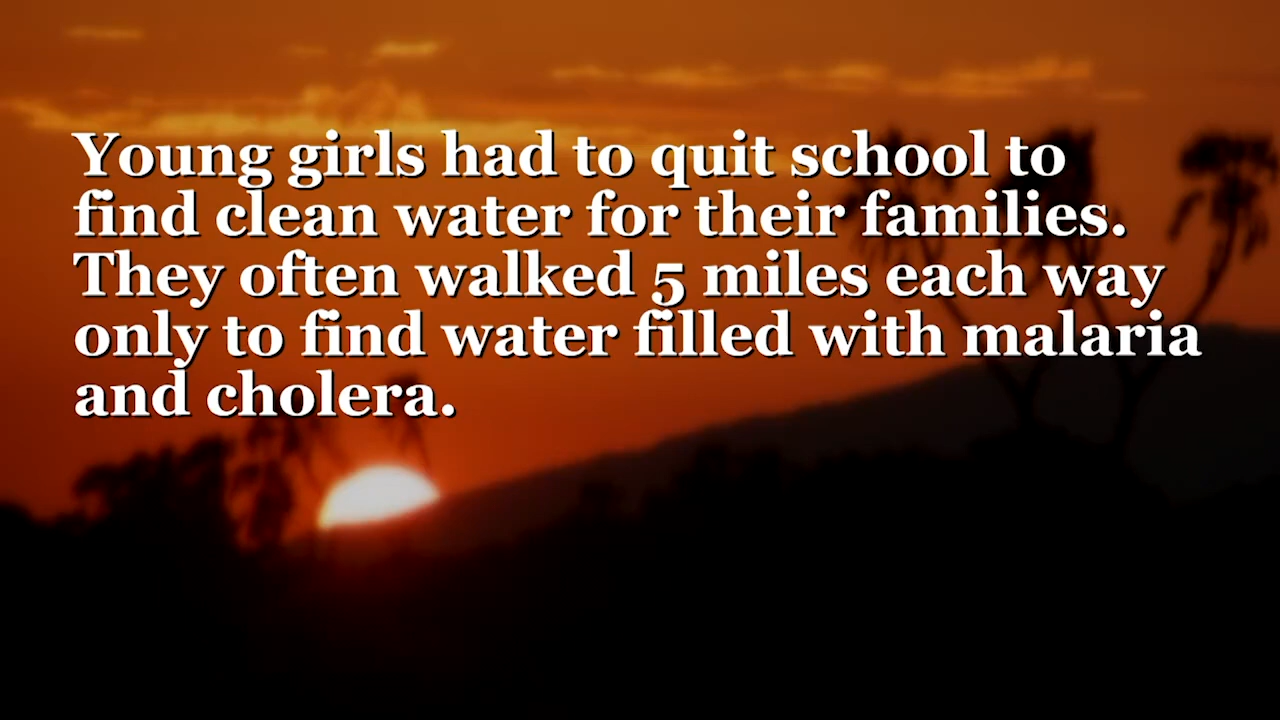 Young girls had to quit school to
find clean water for their families.
They often walked 5 miles each way
only to find water filled with malaria
and cholera.